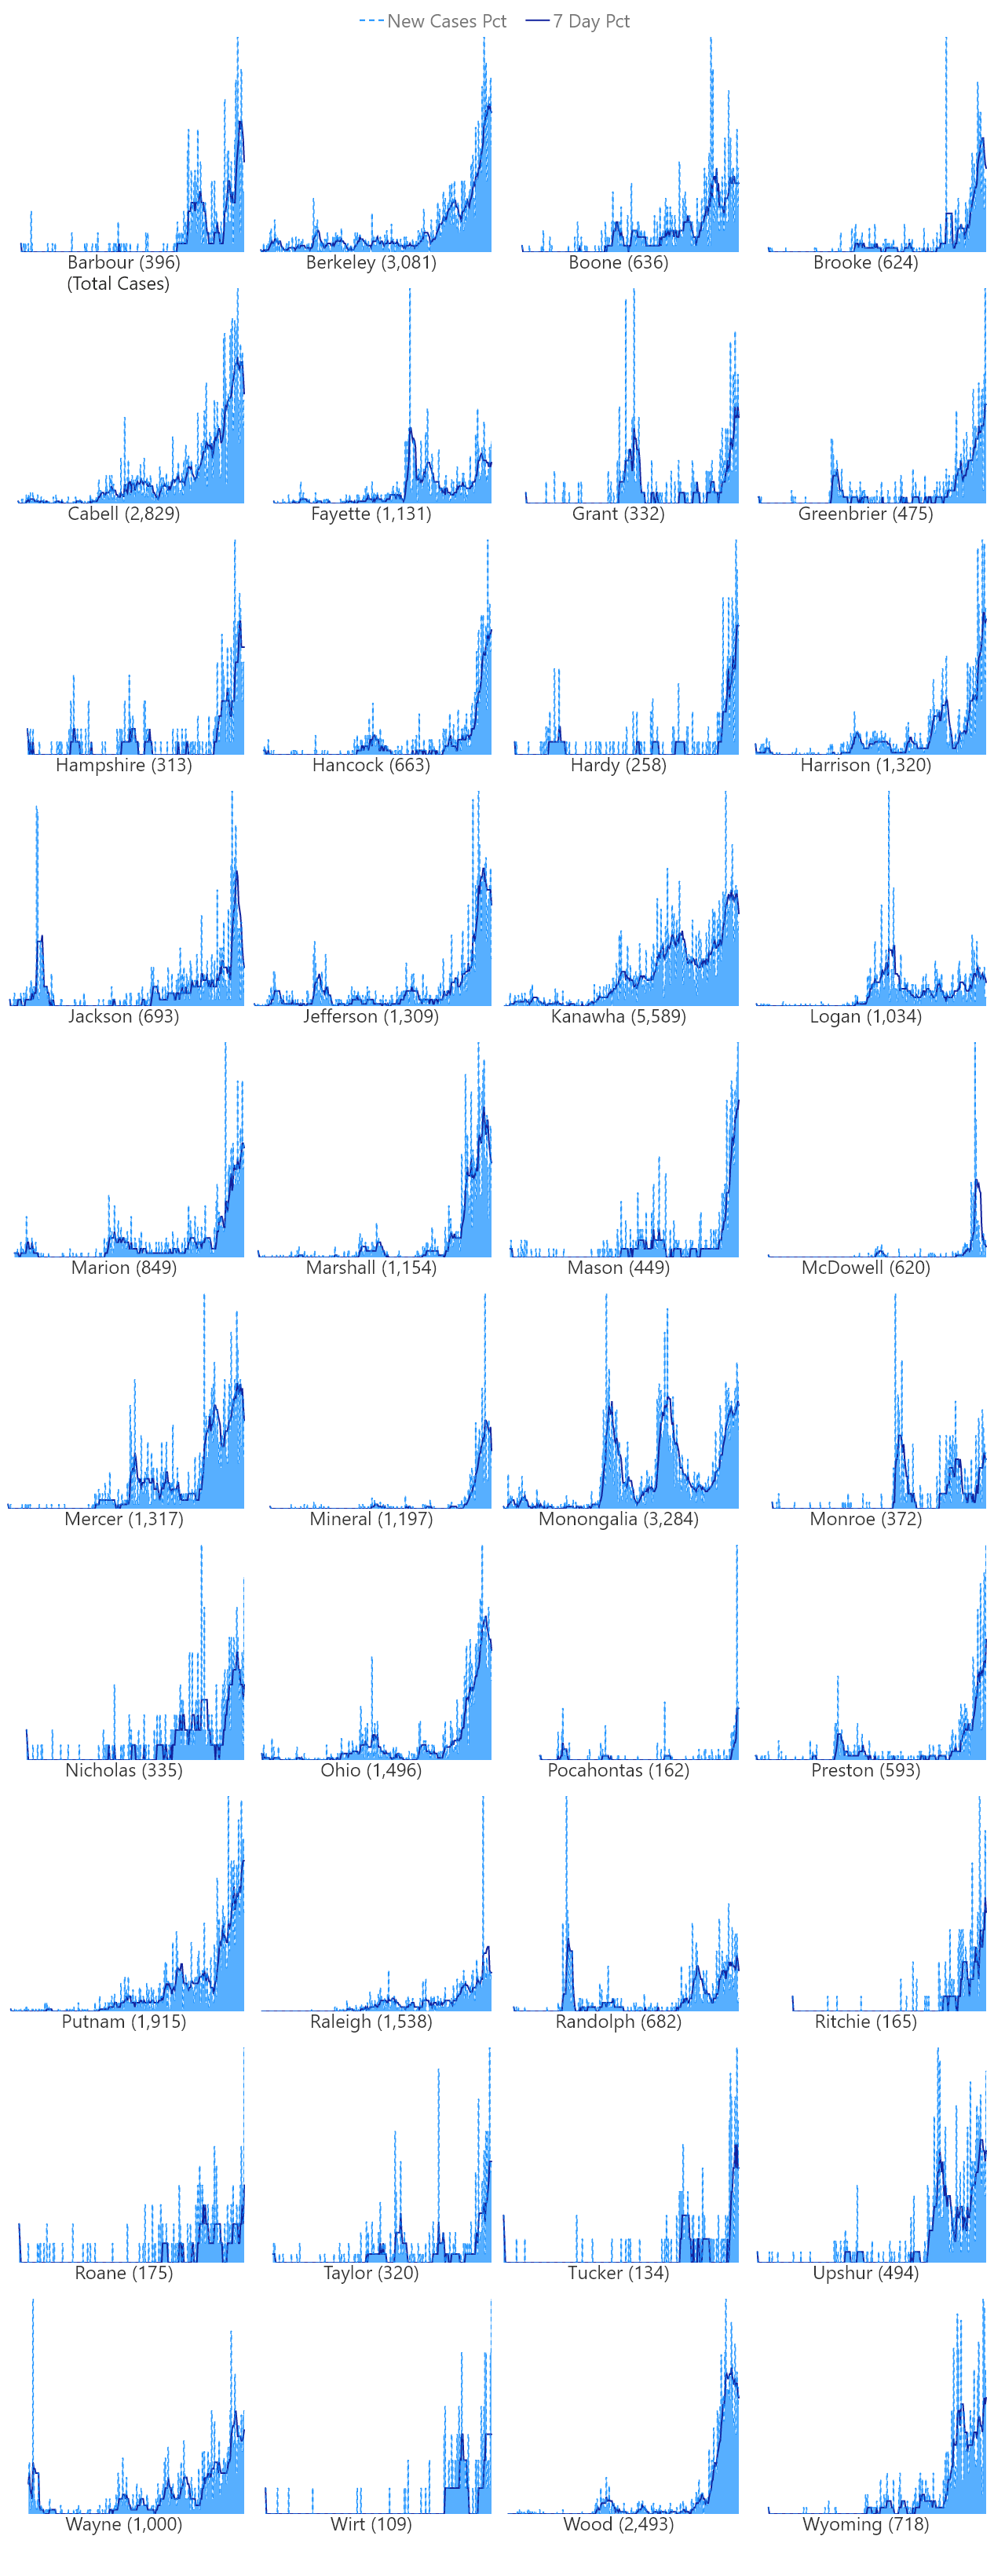 New Cases Pct 7 Day Pct
Barbour (396) Berkeley (3,081) Boone (636) Brooke (624)
(Total Cases)
Cabell (2,829) Fayette (1,131) Grant (332) Greenbrier (475)
Hampshire (313) Hancock (663) Hardy (258) Harrison (1,320)
Jackson (693) Jefferson (1,309) Kanawha (5,589) Logan (1,034)
Marion (849) Marshall (1,154) Mason (449) McDowell (620)
Mercer (1,317) Mineral (1,197) Monongalia (3,284) Monroe (372)
Nicholas (335) Ohio (1,496) Pocahontas (162) Preston (593)
Putnam (1,915) Raleigh (1,538) Randolph (682) Ritchie (165)
Roane (175) Taylor (320) Tucker (134) Upshur (494)
Wayne (1,000) Wirt (109) Wood (2,493) Wyoming (718)